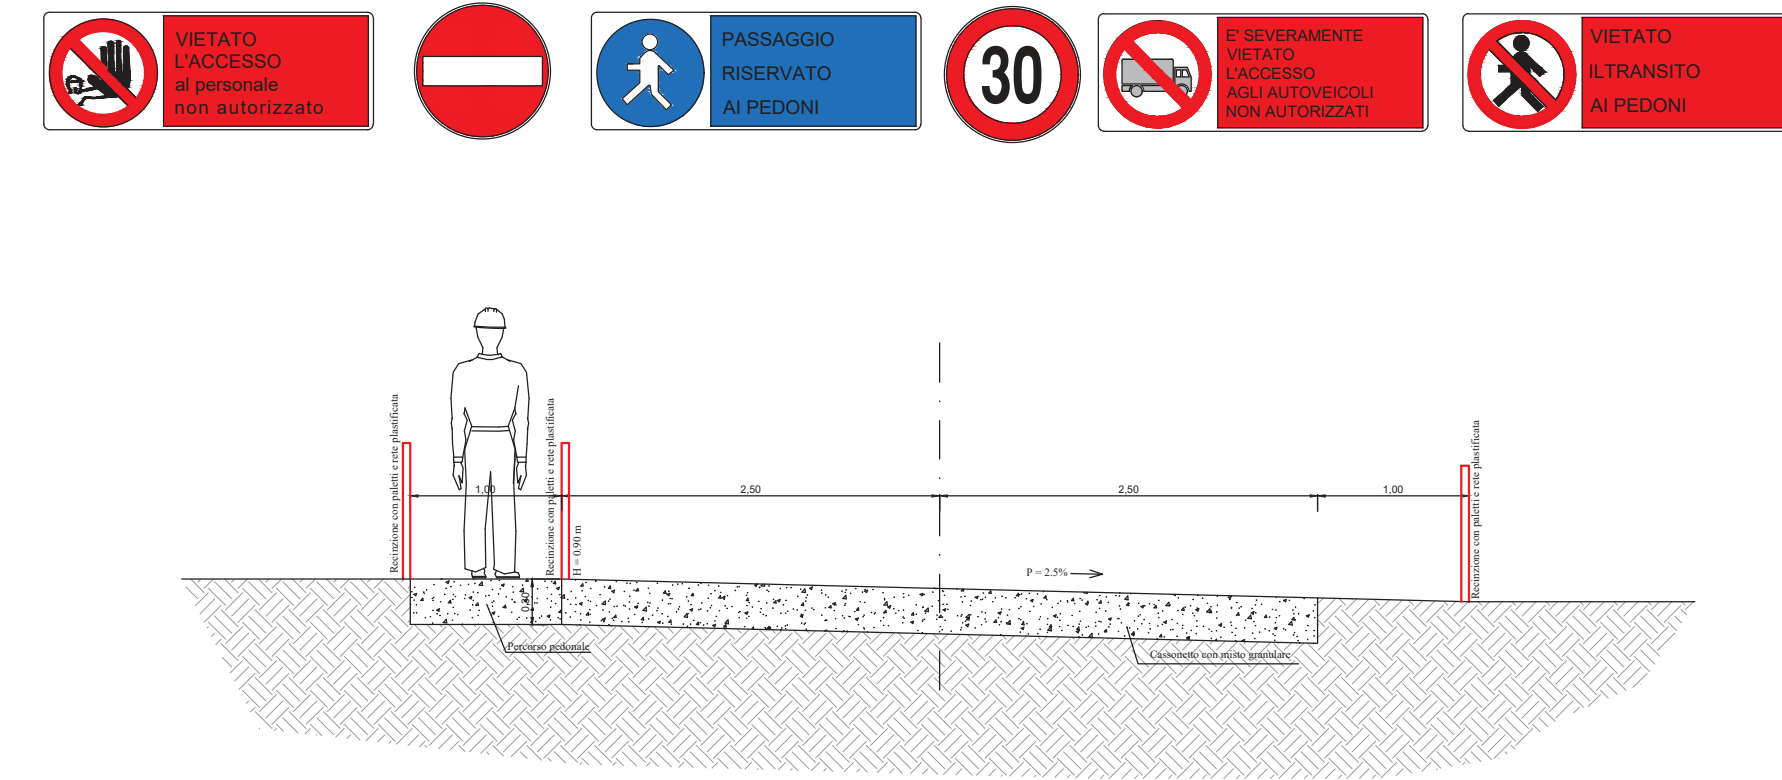 VIETATO
L'ACCESSO
al personale
non autorizzato
PASSAGGIO
RISERVATO
AI PEDONI
30
E' SEVERAMENTE
VIETATO
L'ACCESSO
AGLI AUTOVEICOLI
NON AUTORIZZATI
VIETATO
ILTRANSITO
AI PEDONI
Recinzione con paletti e rete plastificata
1,00
Recinzione con paletti e rete plastificata
H = 0.90 m
2,50
2,50
1,00
Recinzione con paletti e rete plastificata
P = 2.5%
0.30
Percorso pedonale
Cassonetto con misto granulare